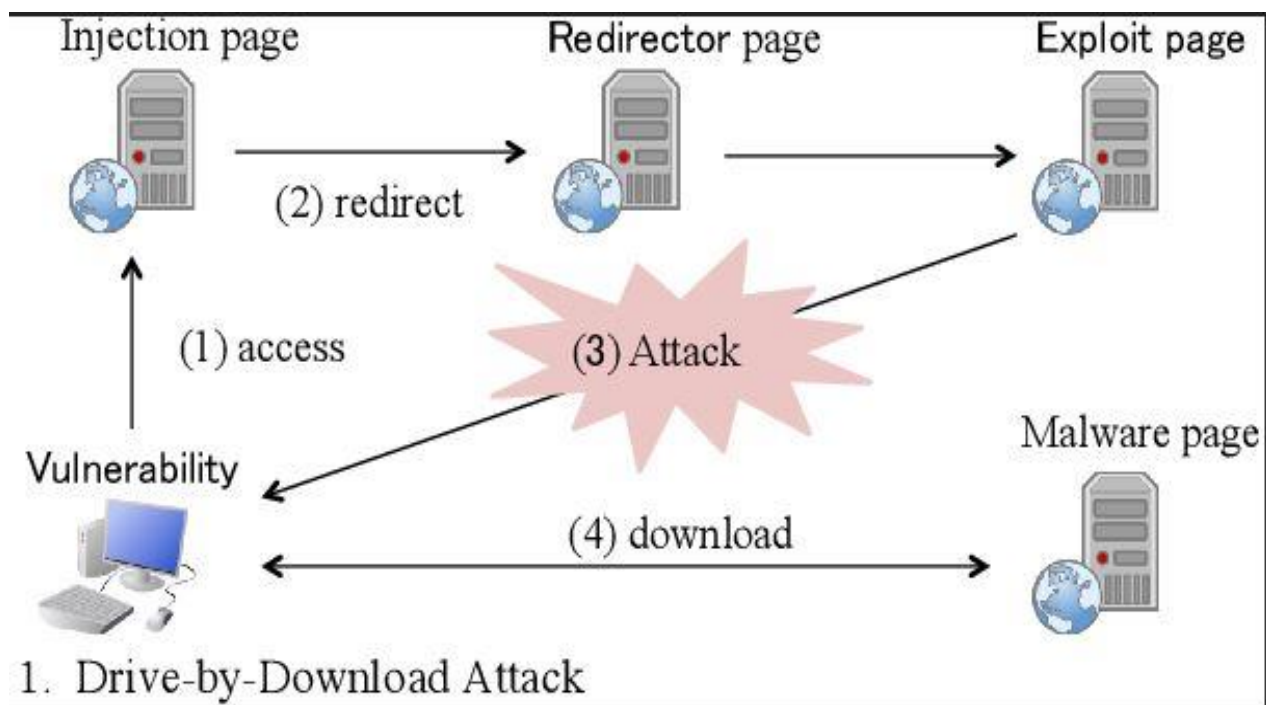 Injection page
Redirector page
Exploit page
(2) redirect
(1) access
(3) Attack
Malware page
Vulnerability
(4) download
1. Drive-by-Download Attack